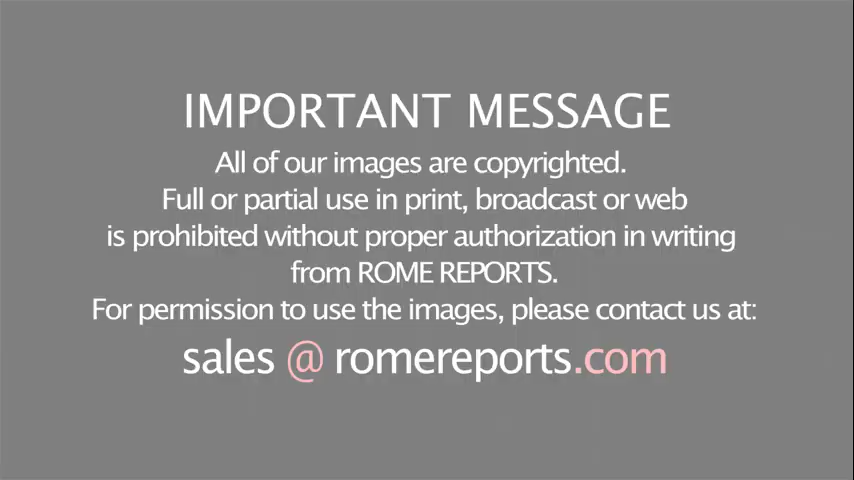 IMPORTANT MESSAGE
All of our images are copyrighted.
Full or partial use in print, broadcast or web
is prohibited without proper authorization in writing
from ROME REPORTS.
For permission to use the images, please contact us at:
sales @ romereports.com